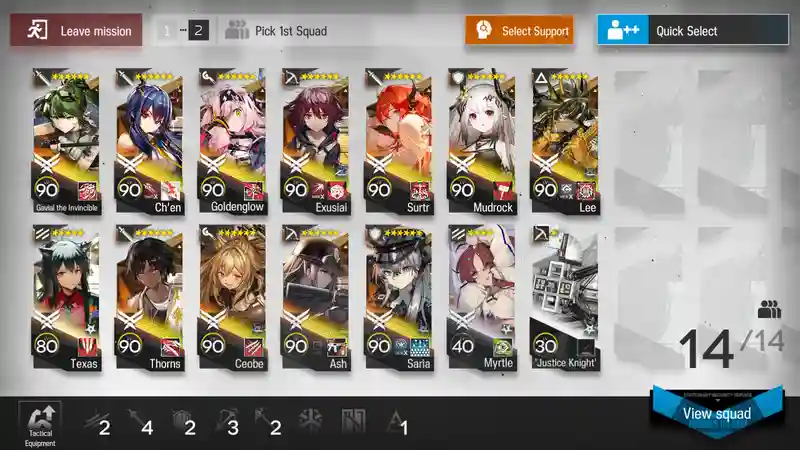 Leave mission
1 -- 2
Pick 1st Squad
Select Support
Quick Select
90
Gavial the Invincible
90
Ch'en
90
Goldenglow
90
Exusiai
90
Surtr
90
Mudrock
90
Lee
80
Texas
90
Thorns
90
Ceobe
90
Ash
90
Saria
40
Myrtle
30
'Justice Knight'
14/14
Tactical
Equipment
2
4
2
3
2
1
View squad